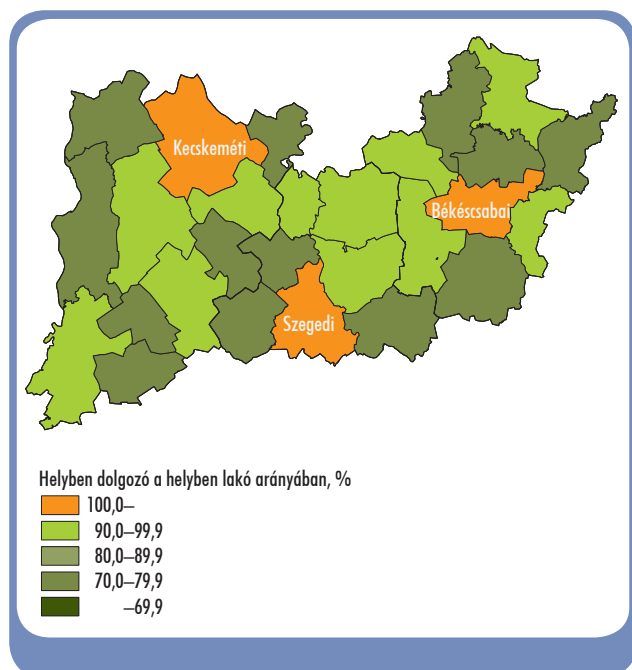 Kecskeméti
Békéscsabai
Szegedi
Helyben dolgozó a helyben lakó arányában, %
100,0–
90,0–99,9
80,0–89,9
70,0–79,9
–69,9